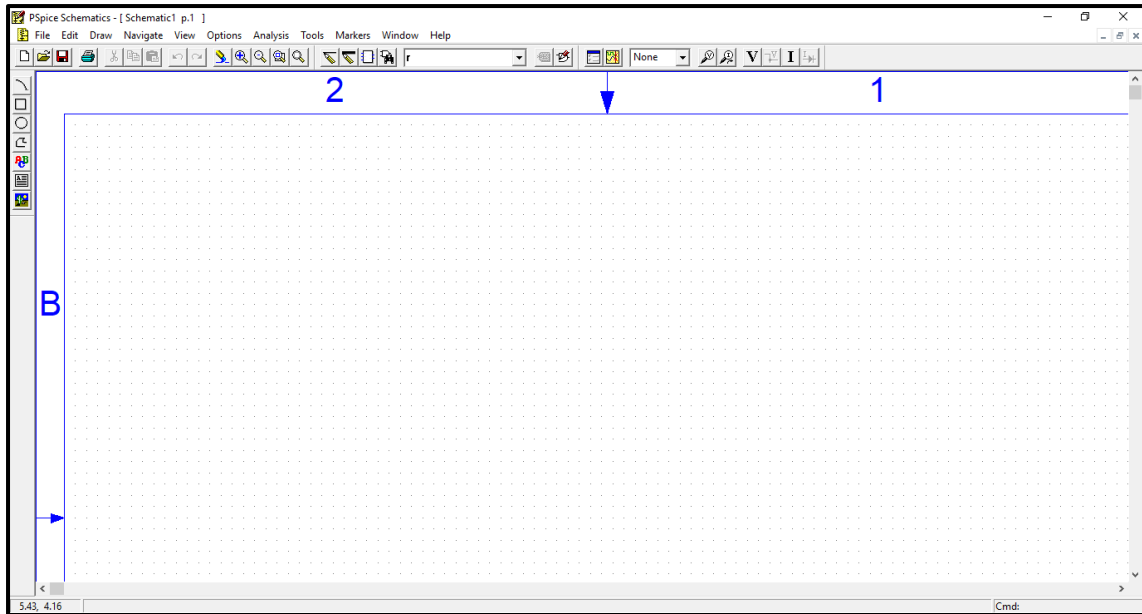 PSpice Schematics - [ Schematic1 p.1 ]
File Edit Draw Navigate View Options Analysis Tools Markers Window Help
r None V V I I
2 1
ABC
B
5.43, 4.16 Cmd: